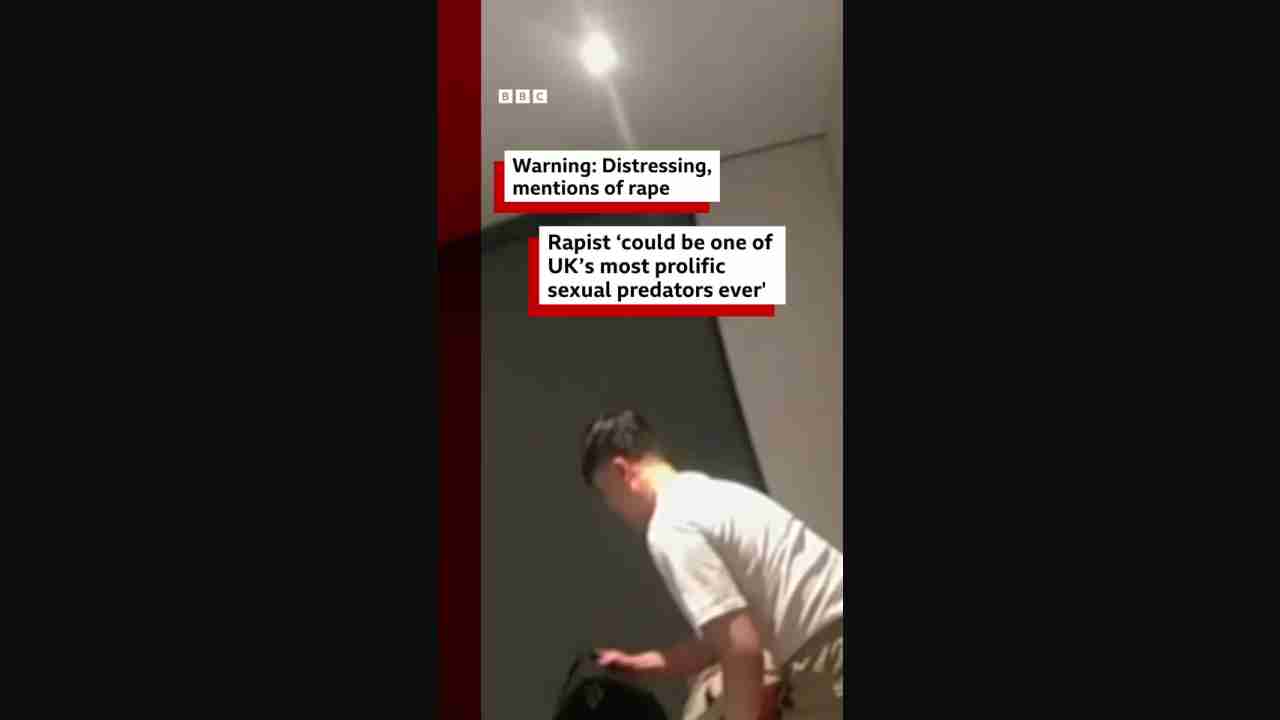 BBC
Warning: Distressing,
mentions of rape
Rapist ‘could be one of
UK’s most prolific
sexual predators ever'